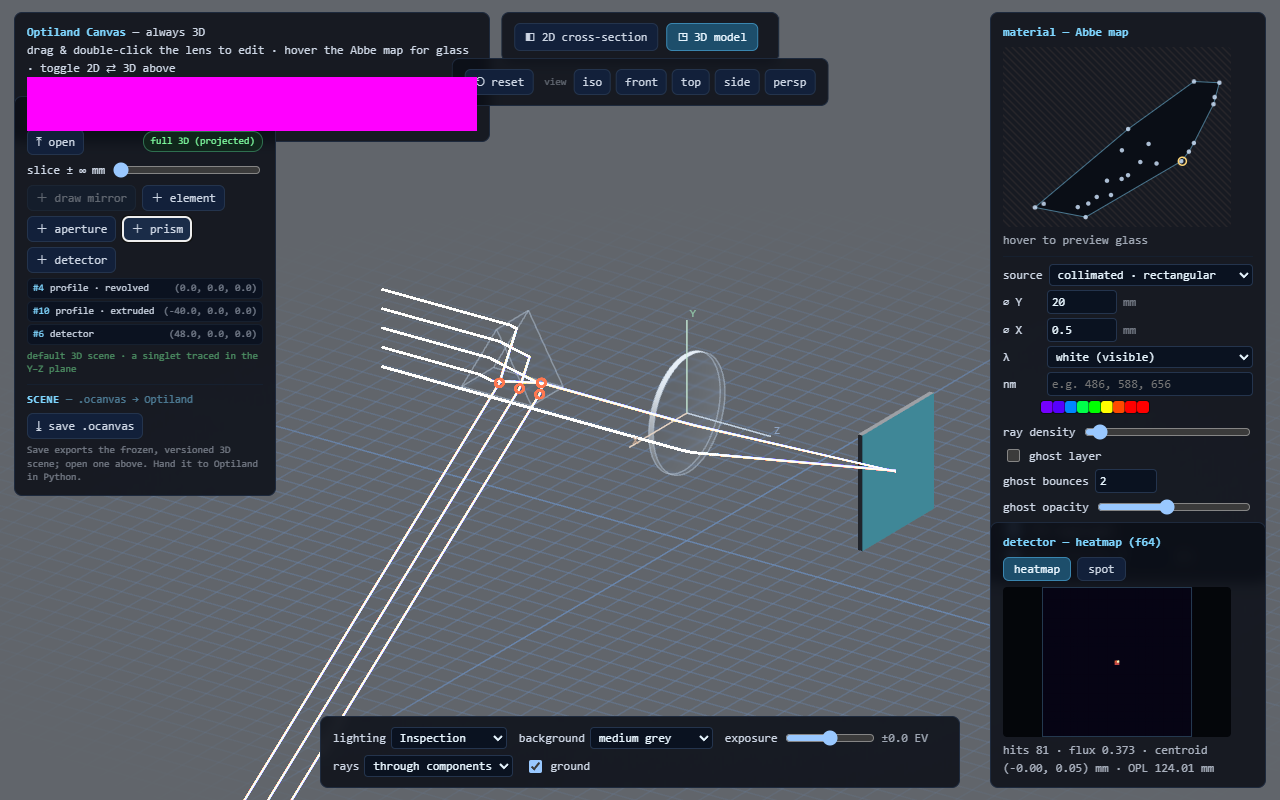 Optiland Canvas — always 3D
drag & double-click the lens to edit · hover the Abbe map for glass
· toggle 2D ⇄ 3D above
open
full 3D (projected)
slice ± ∞ mm
+ draw mirror
+ element
+ aperture
+ prism
+ detector
#4 profile · revolved (0.0, 0.0, 0.0)
#10 profile · extruded (-40.0, 0.0, 0.0)
#6 detector (48.0, 0.0, 0.0)
default 3D scene · a singlet traced in the
Y–Z plane
SCENE — .ocanvas → Optiland
save .ocanvas
Save exports the frozen, versioned 3D
scene; open one above. Hand it to Optiland
in Python.
2D cross-section
3D model
reset
view
iso
front
top
side
persp
Y
Z
lighting Inspection
background medium grey
exposure ±0.0 EV
rays through components
ground
material — Abbe map
hover to preview glass
source collimated · rectangular
⌀ Y 20 mm
⌀ X 0.5 mm
λ white (visible)
nm e.g. 486, 588, 656
ray density
ghost layer
ghost bounces 2
ghost opacity
detector — heatmap (f64)
heatmap
spot
hits 81 · flux 0.373 · centroid
(-0.00, 0.05) mm · OPL 124.01 mm